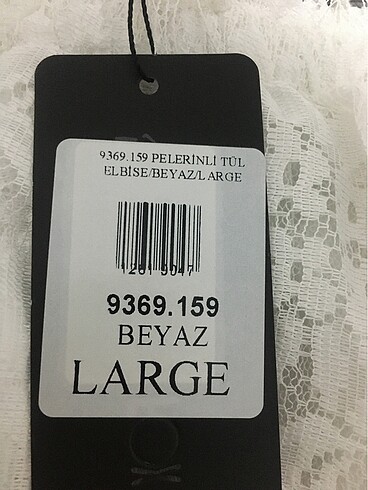 9369.159 PELERİNLİ TÜL
ELBİSE/BEYAZ/LARGE
9369.159
BEYAZ
LARGE